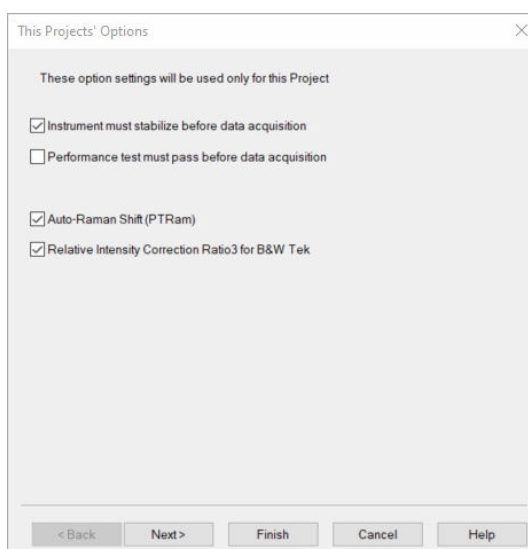 This Projects' Options
These option settings will be used only for this Project
Instrument must stabilize before data acquisition
Performance test must pass before data acquisition
Auto-Raman Shift (PTRam)
Relative Intensity Correction Ratio3 for B&W Tek
< Back Next > Finish Cancel Help